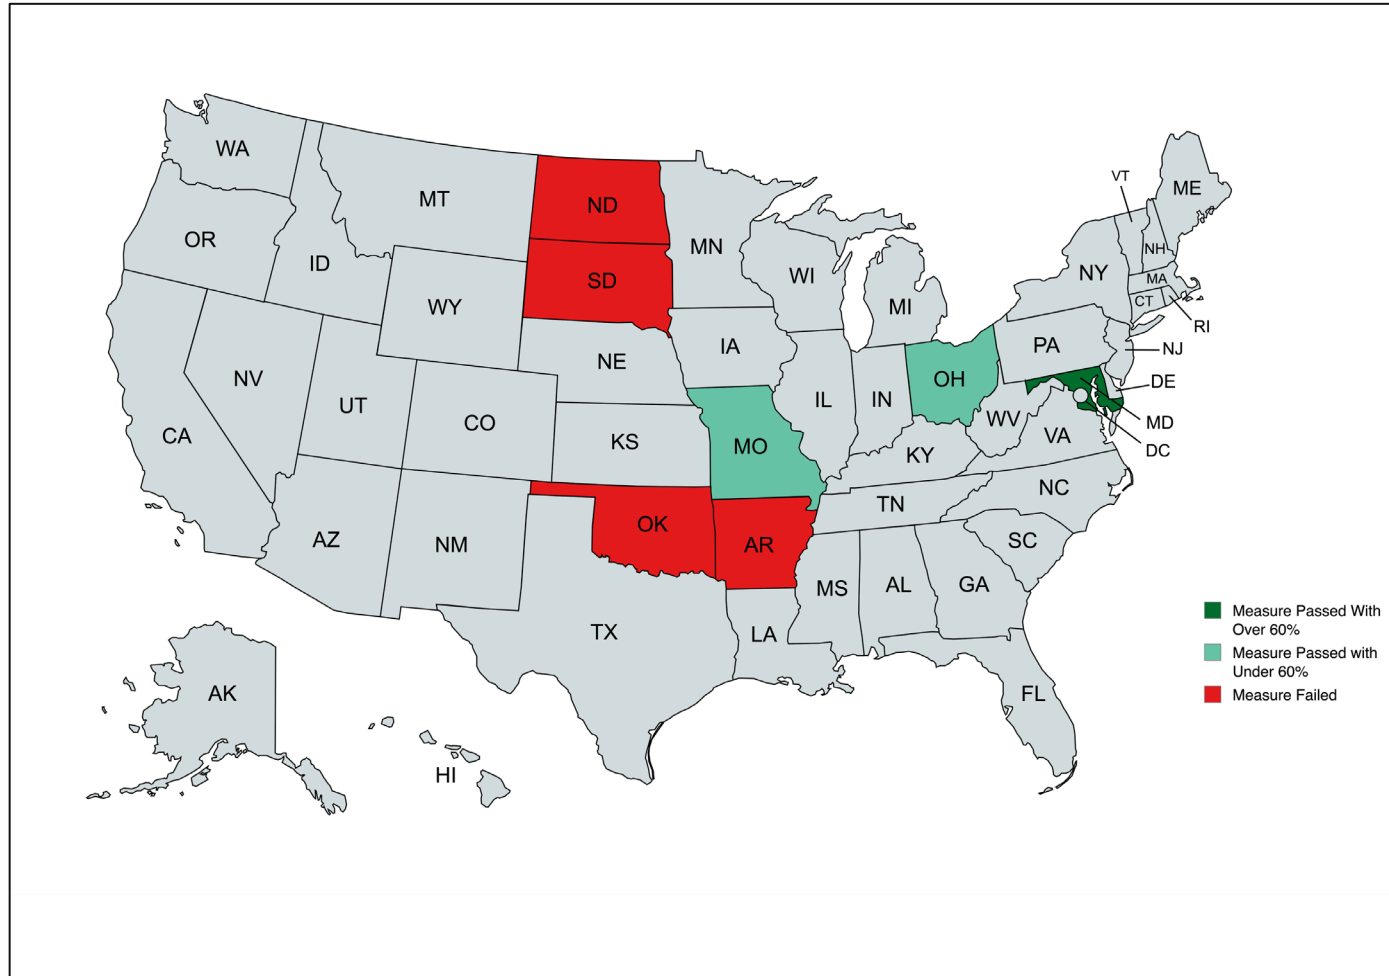 WA
MT
ND
MN
VT
ME
OR
ID
SD
WI
NH
NY
MA
WY
MI
CT
RI
IA
PA
NJ
NE
NV
OH
DE
UT
IL
IN
CO
WV
MD
CA
KS
MO
VA
DC
KY
NC
TN
OK
AZ
NM
AR
SC
MS
AL
GA
Measure Passed With
Over 60%
TX
LA
Measure Passed with
Under 60%
AK
FL
Measure Failed
HI